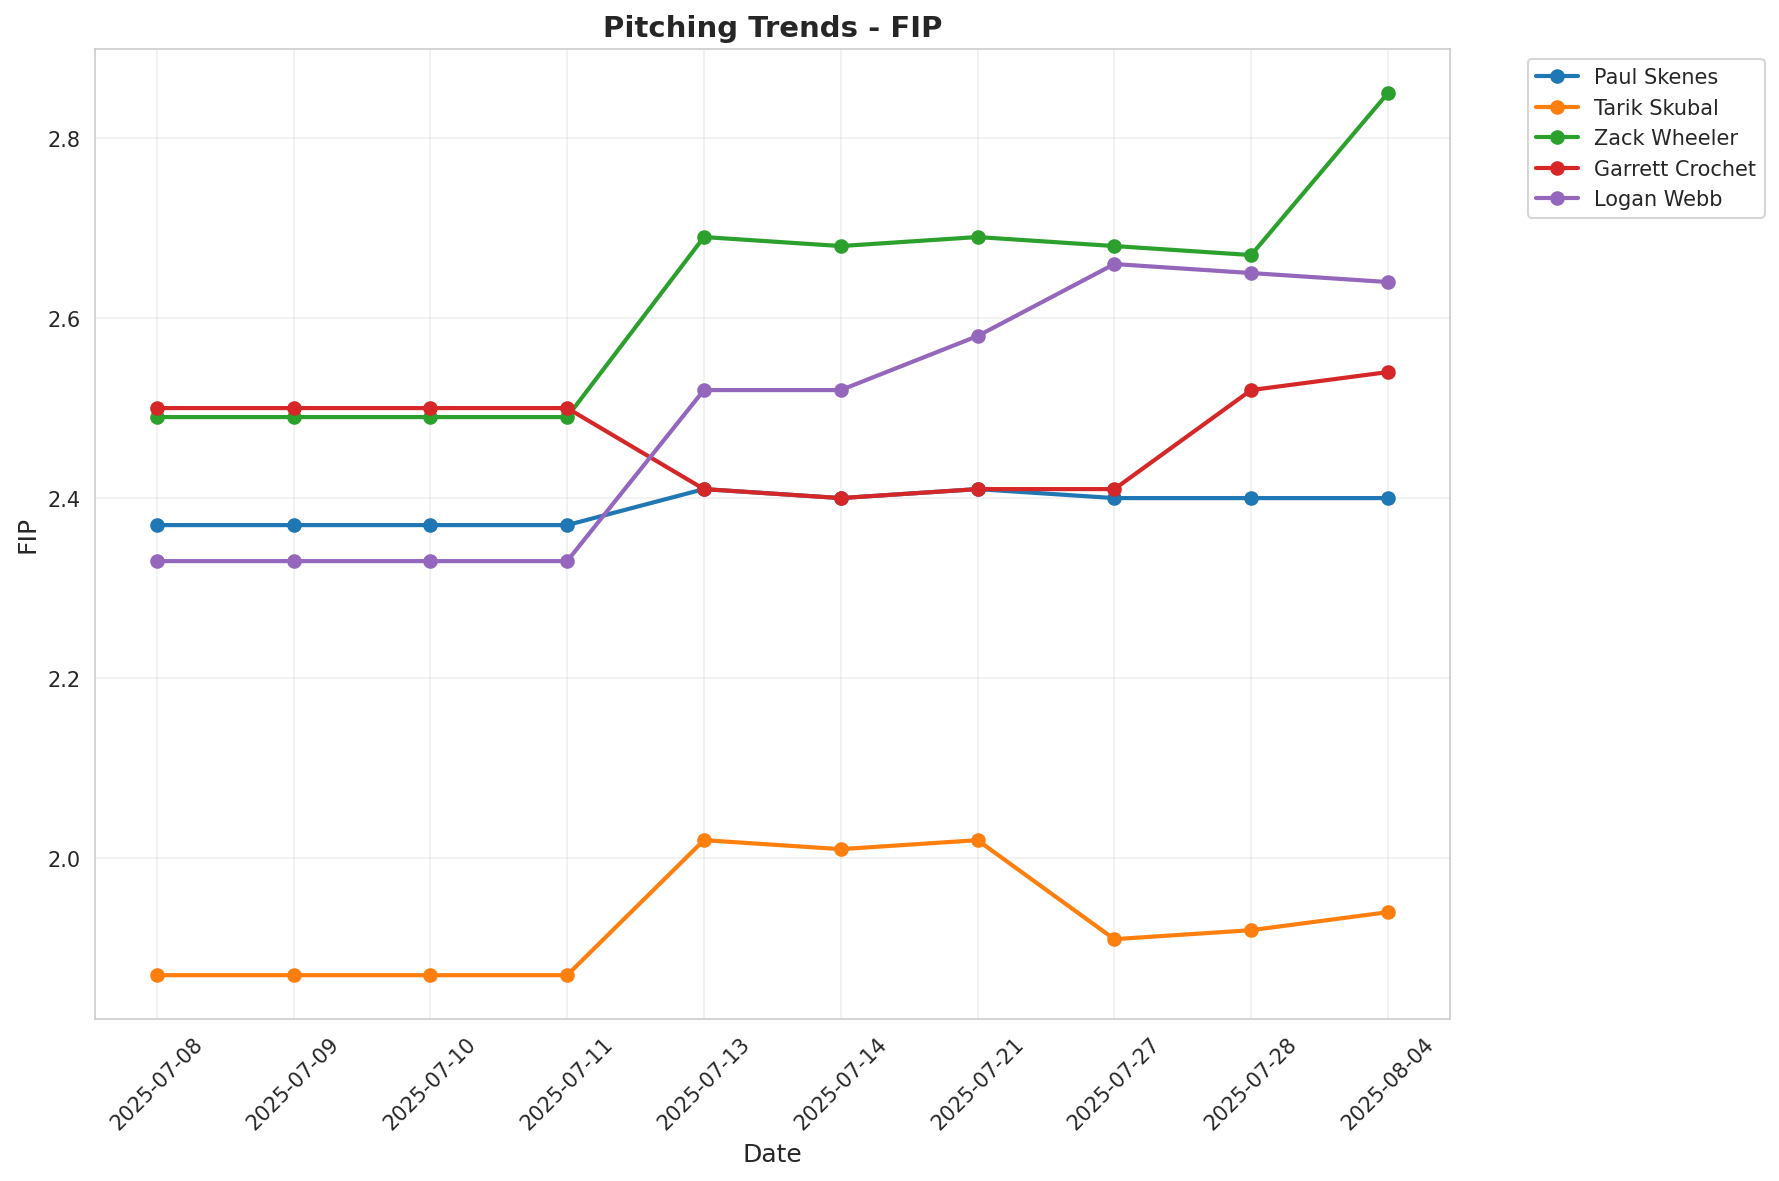 Pitching Trends - FIP
Paul Skenes
Tarik Skubal
Zack Wheeler
Garrett Crochet
Logan Webb
FIP
2.8
2.6
2.4
2.2
2.0
2025-07-08
2025-07-09
2025-07-10
2025-07-11
2025-07-13
2025-07-14
2025-07-21
2025-07-27
2025-07-28
2025-08-04
Date